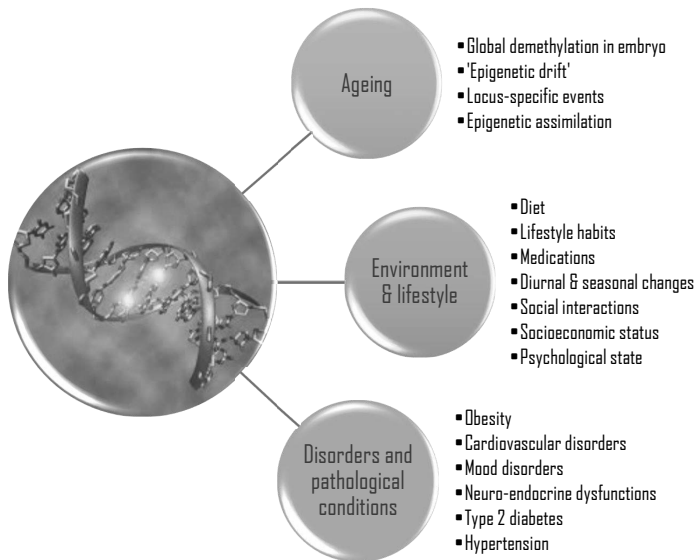 Ageing
▪ Global demethylation in embryo
▪ 'Epigenetic drift'
▪ Locus-specific events
▪ Epigenetic assimilation
Environment
& lifestyle
▪ Diet
▪ Lifestyle habits
▪ Medications
▪ Diurnal & seasonal changes
▪ Social interactions
▪ Socioeconomic status
▪ Psychological state
Disorders and
pathological
conditions
▪ Obesity
▪ Cardiovascular disorders
▪ Mood disorders
▪ Neuro-endocrine dysfunctions
▪ Type 2 diabetes
▪ Hypertension